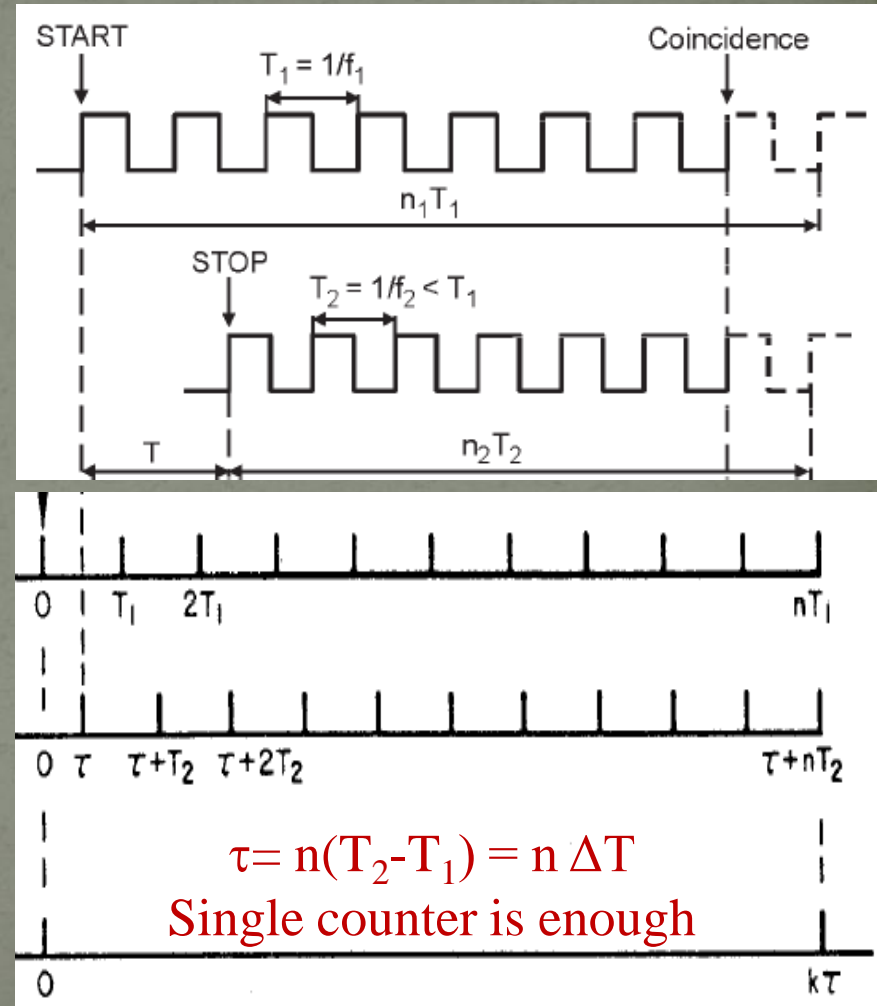 START
Coincidence
T₁ = 1/f₁
n₁T₁
STOP
T₂ = 1/f₂ < T₁
T
n₂T₂
0 T₁ 2T₁ nT₁
0 τ τ+T₂ τ+2T₂ τ+nT₂
τ= n(T₂-T₁) = n ΔT
Single counter is enough
0 kτ